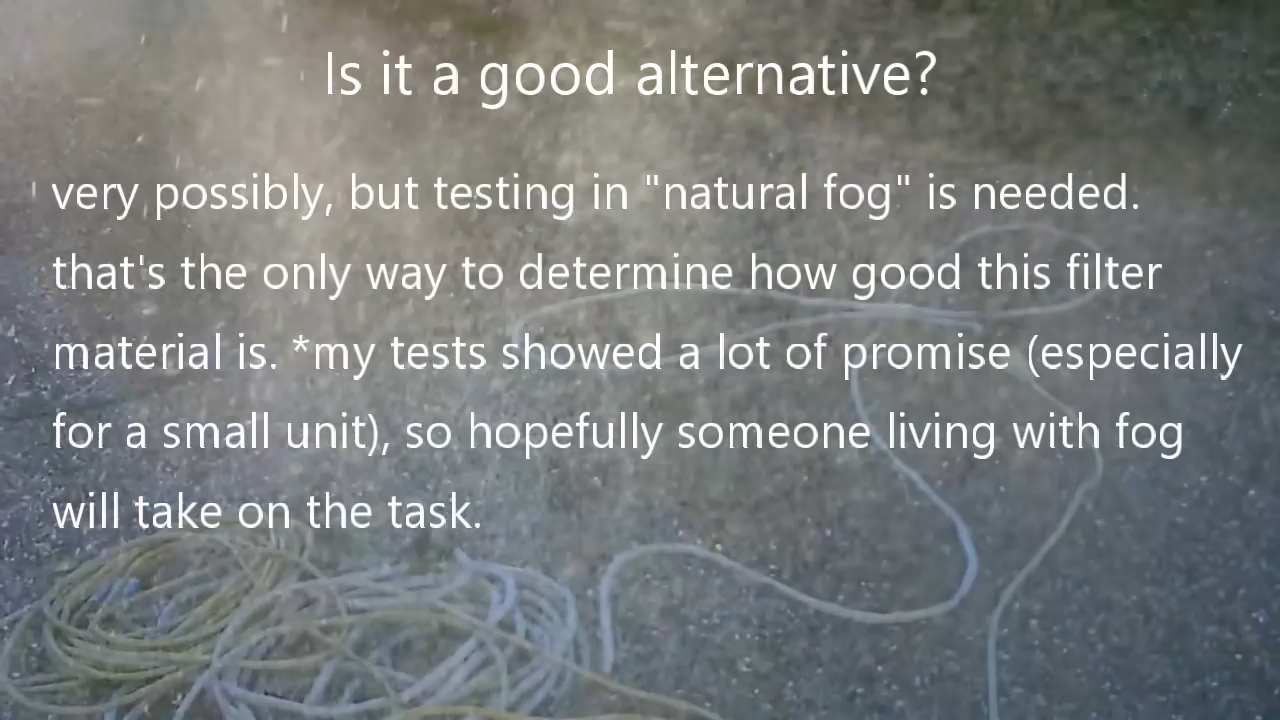 Is it a good alternative?
very possibly, but testing in "natural fog" is needed.
that's the only way to determine how good this filter
material is. *my tests showed a lot of promise (especially
for a small unit), so hopefully someone living with fog
will take on the task.